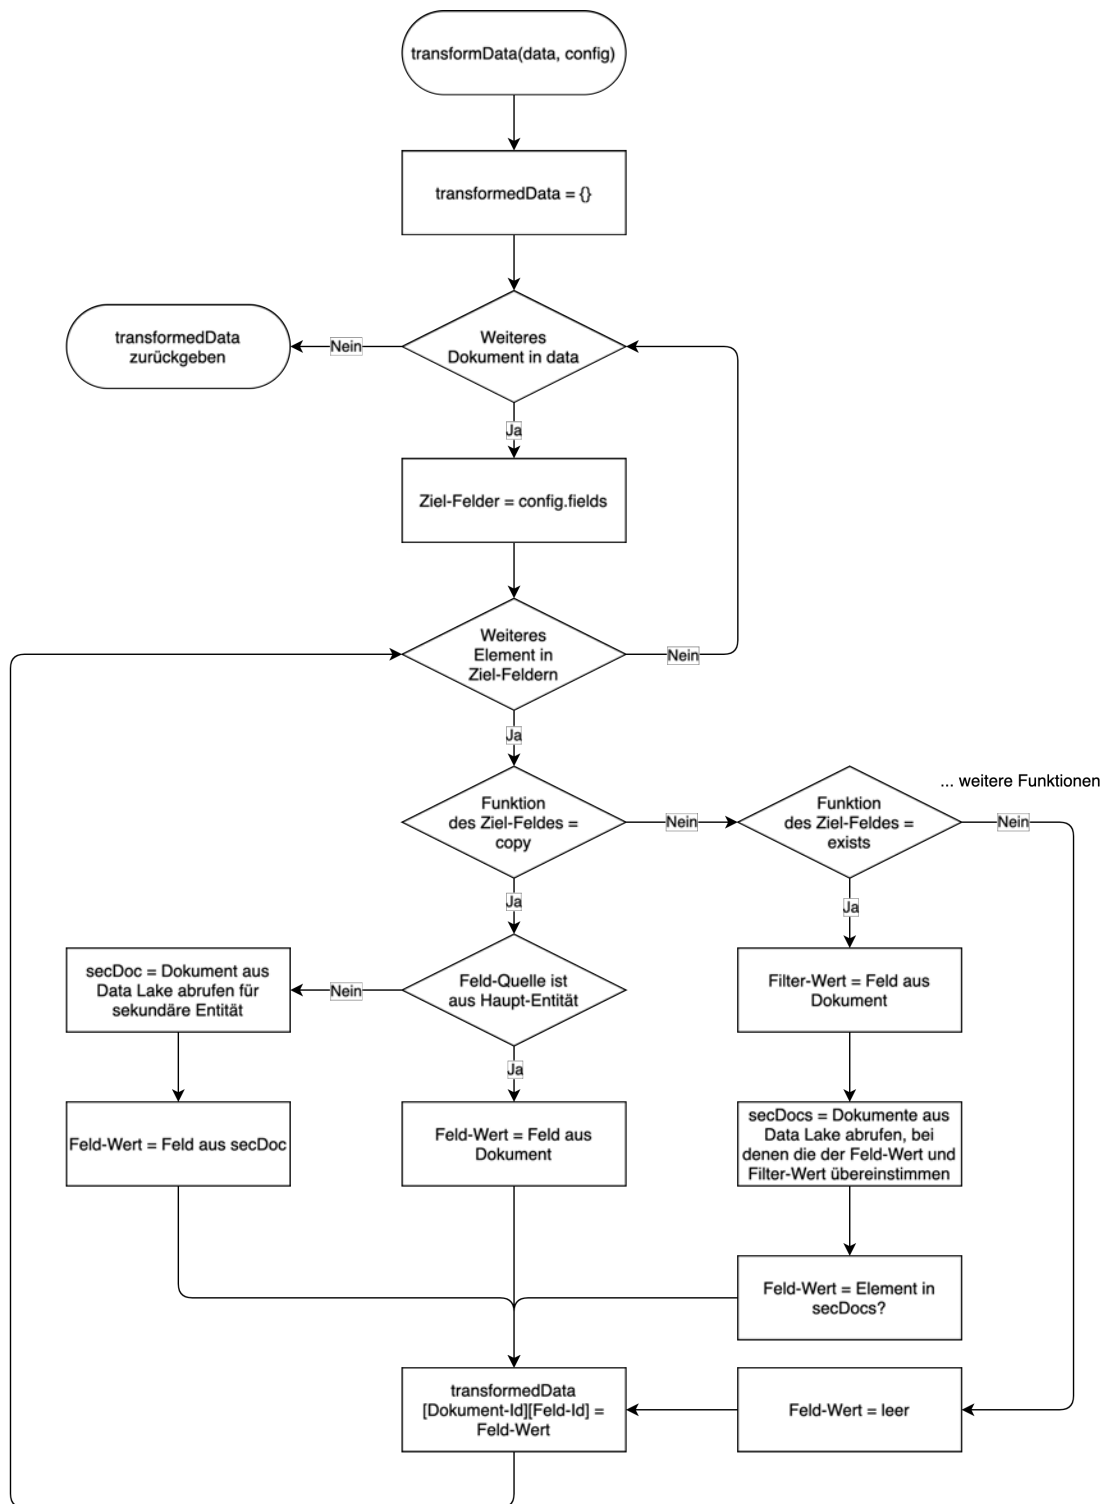 transformData(data, config)
transformedData = {}
transformedData
zurückgeben
Nein
Weiteres
Dokument in data
Ja
Ziel-Felder = config.fields
Weiteres
Element in
Ziel-Feldern
Nein
Ja
... weitere Funktionen
Funktion
des Ziel-Feldes =
copy
Nein
Funktion
des Ziel-Feldes =
exists
Nein
Ja
Ja
secDoc = Dokument aus
Data Lake abrufen für
sekundäre Entität
Nein
Feld-Quelle ist
aus Haupt-Entität
Filter-Wert = Feld aus
Dokument
Ja
Feld-Wert = Feld aus secDoc
Feld-Wert = Feld aus
Dokument
secDocs = Dokumente aus
Data Lake abrufen, bei
denen die der Feld-Wert und
Filter-Wert übereinstimmen
Feld-Wert = Element in
secDocs?
transformedData
[Dokument-Id][Feld-Id] =
Feld-Wert
Feld-Wert = leer